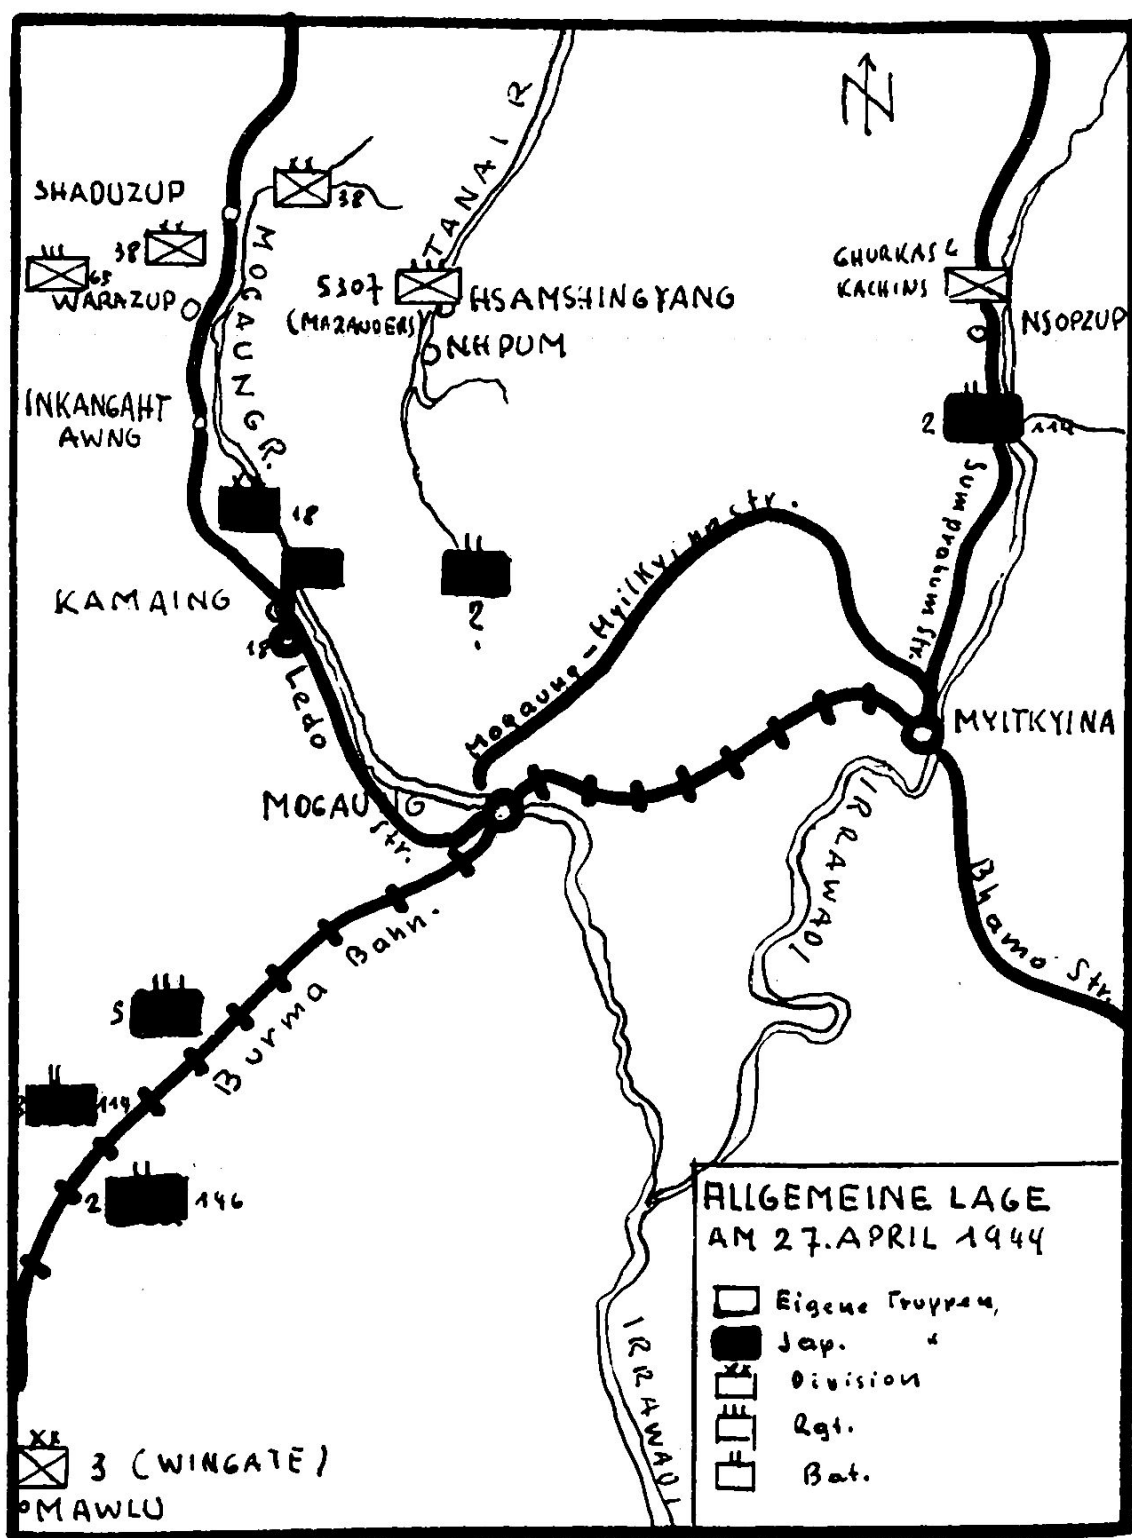 N
TANAI R
SHADUZUP
38
38
MOGAUNG R.
65
WARAZUP
5307
(MARAUDERS)
HSAMSHINGYANG
NHPUM
GHURKAS &
KACHINS
NSOPZUP
INKANGAHT
AWNG
2
114
18
2
KAMAING
18
Ledo
Str.
Mogaung - Myitkyina Str.
Sumprabum Str.
MYITKYINA
MOGAUNG
IRRAWADI
Bhamo Str.
Burma Bahn.
5
114
2
146
IRRAWADI
3 (WINGATE)
MAWLU
ALLGEMEINE LAGE
AM 27. APRIL 1944
Eigene Truppen,
Jap. "
Division
Rgt.
Bat.